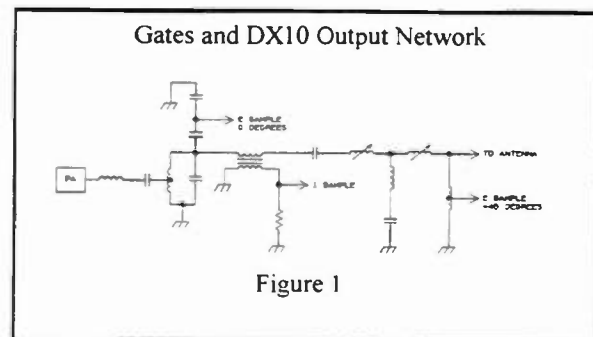 Gates and DX10 Output Network
E SAMPLE
0 DEGREES
PA
I SAMPLE
TO ANTENNA
E SAMPLE
Figure 1